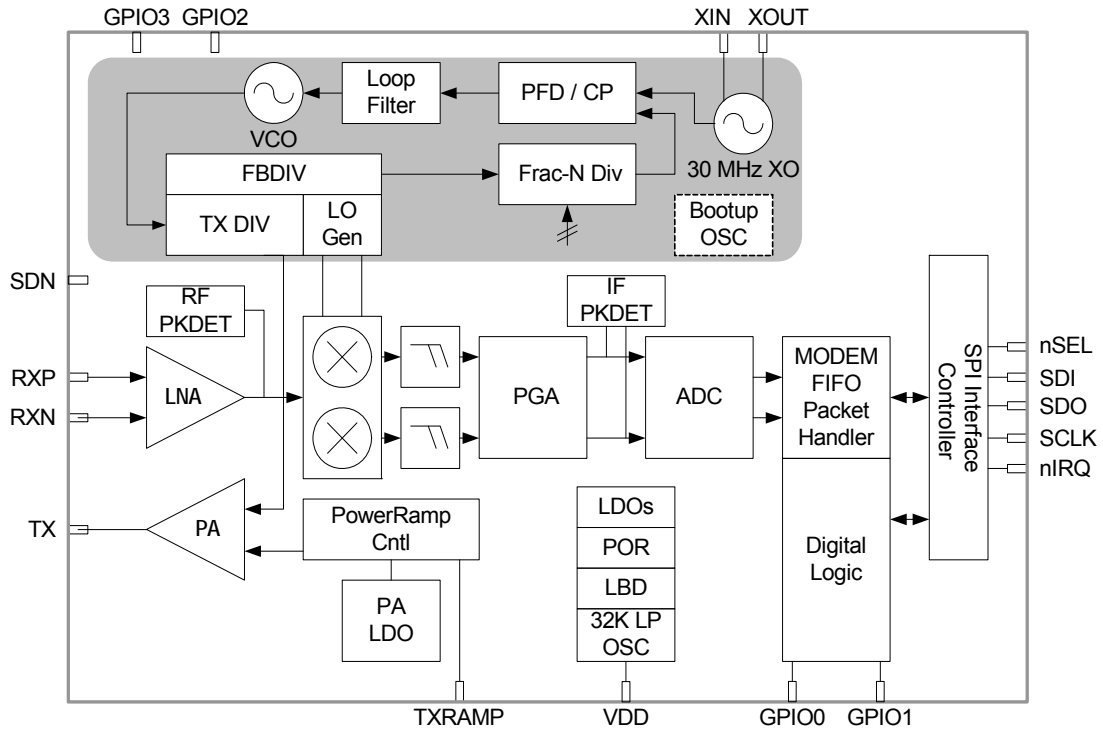 GPIO3 GPIO2
XIN XOUT
Loop
Filter
PFD / CP
VCO
30 MHz XO
FBDIV
Frac-N Div
TX DIV
LO
Gen
Bootup
OSC
SDN
RF
PKDET
IF
PKDET
RXP
RXN
LNA
PGA
ADC
MODEM
FIFO
Packet
Handler
SPI Interface
Controller
nSEL
SDI
SDO
SCLK
nIRQ
TX
PA
PowerRamp
Cntl
PA
LDO
LDOs
POR
LBD
32K LP
OSC
Digital
Logic
TXRAMP
VDD
GPIO0
GPIO1